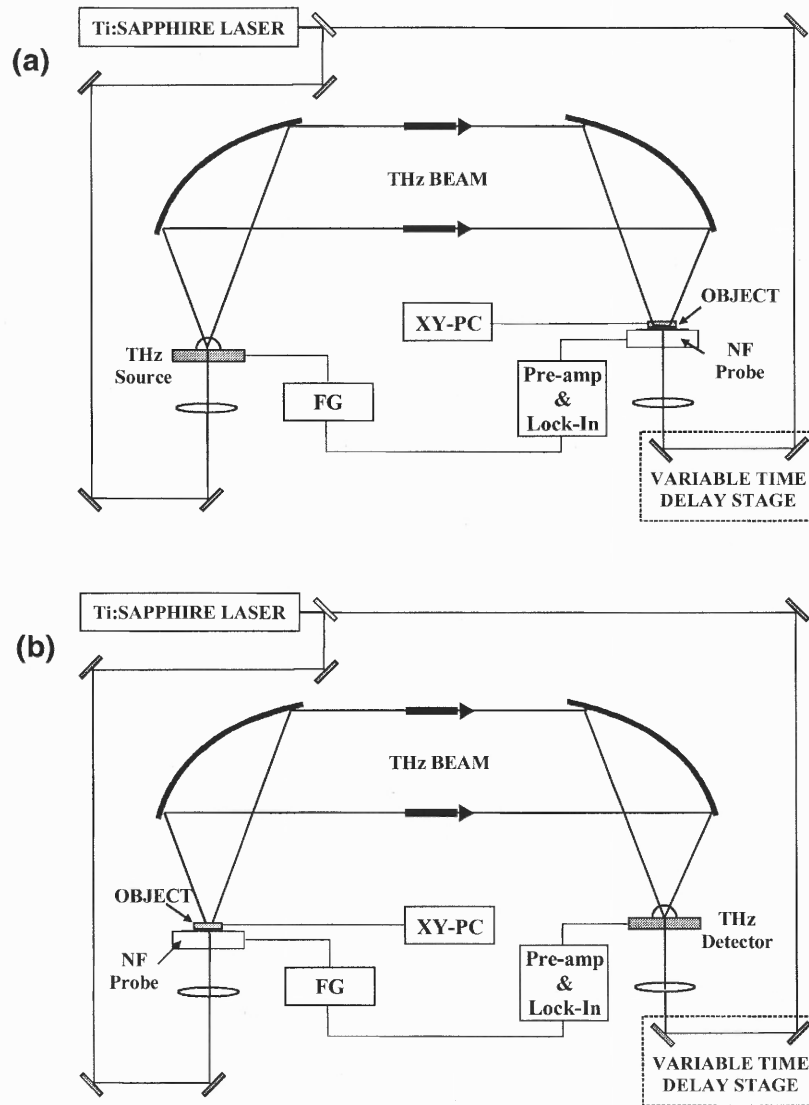 Ti:SAPPHIRE LASER
(a)
THz BEAM
OBJECT
XY-PC
THz
Source
NF
Probe
Pre-amp
&
Lock-In
FG
VARIABLE TIME
DELAY STAGE
Ti:SAPPHIRE LASER
(b)
THz BEAM
OBJECT
XY-PC
THz
Detector
NF
Probe
Pre-amp
&
Lock-In
FG
VARIABLE TIME
DELAY STAGE